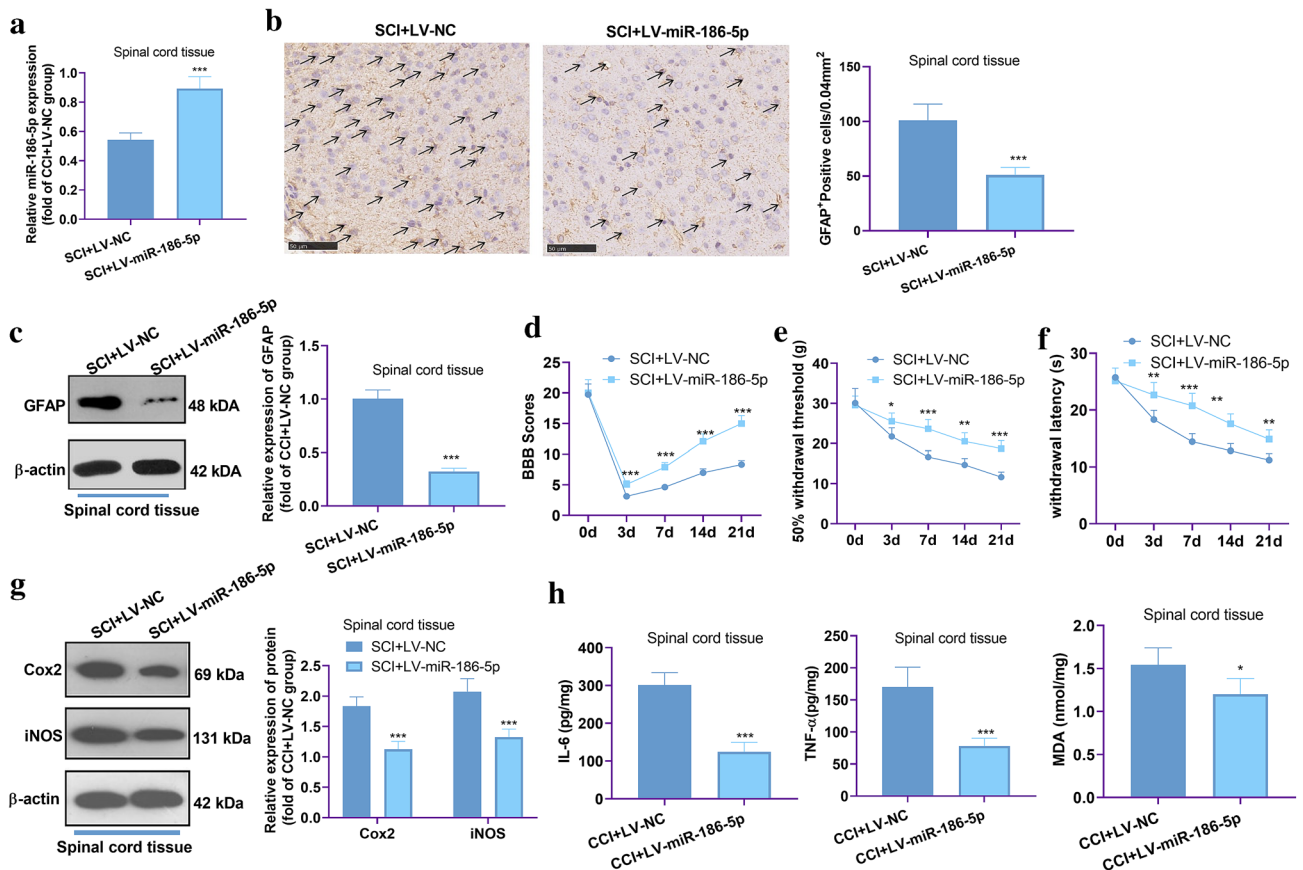 a
Spinal cord tissue
Relative miR-186-5p expression
(fold of CCI+LV-NC group)
1.0
0.8
0.6
0.4
0.2
0.0
***
SCI+LV-NC
SCI+LV-miR-186-5p
b
SCI+LV-NC
SCI+LV-miR-186-5p
50 μm
50 μm
Spinal cord tissue
GFAP+Positive cells/0.04mm2
150
100
50
0
***
SCI+LV-NC
SCI+LV-miR-186-5p
c
SCI+LV-NC
SCI+LV-miR-186-5p
GFAP
48 kDA
β-actin
42 kDA
Spinal cord tissue
Relative expression of GFAP
(fold of CCI+LV-NC group)
Spinal cord tissue
1.5
1.0
0.5
0.0
***
SCI+LV-NC
SCI+LV-miR-186-5p
d
SCI+LV-NC
SCI+LV-miR-186-5p
BBB Scores
25
20
15
10
5
0
***
***
***
***
0d
3d
7d
14d
21d
e
SCI+LV-NC
SCI+LV-miR-186-5p
50% withdrawal threshold (g)
40
30
20
10
0
*
***
**
***
0d
3d
7d
14d
21d
f
SCI+LV-NC
SCI+LV-miR-186-5p
withdrawal latency (s)
30
20
10
0
**
***
**
**
0d
3d
7d
14d
21d
g
SCI+LV-NC
SCI+LV-miR-186-5p
Cox2
69 kDa
iNOS
131 kDa
β-actin
42 kDa
Spinal cord tissue
Relative expression of protein
(fold of CCI+LV-NC group)
Spinal cord tissue
SCI+LV-NC
SCI+LV-miR-186-5p
2.5
2.0
1.5
1.0
0.5
0.0
***
***
Cox2
iNOS
h
Spinal cord tissue
IL-6 (pg/mg)
400
300
200
100
0
***
CCI+LV-NC
CCI+LV-miR-186-5p
Spinal cord tissue
TNF-α(pg/mg)
250
200
150
100
50
0
***
CCI+LV-NC
CCI+LV-miR-186-5p
Spinal cord tissue
MDA (nmol/mg)
2.0
1.5
1.0
0.5
0.0
*
CCI+LV-NC
CCI+LV-miR-186-5p